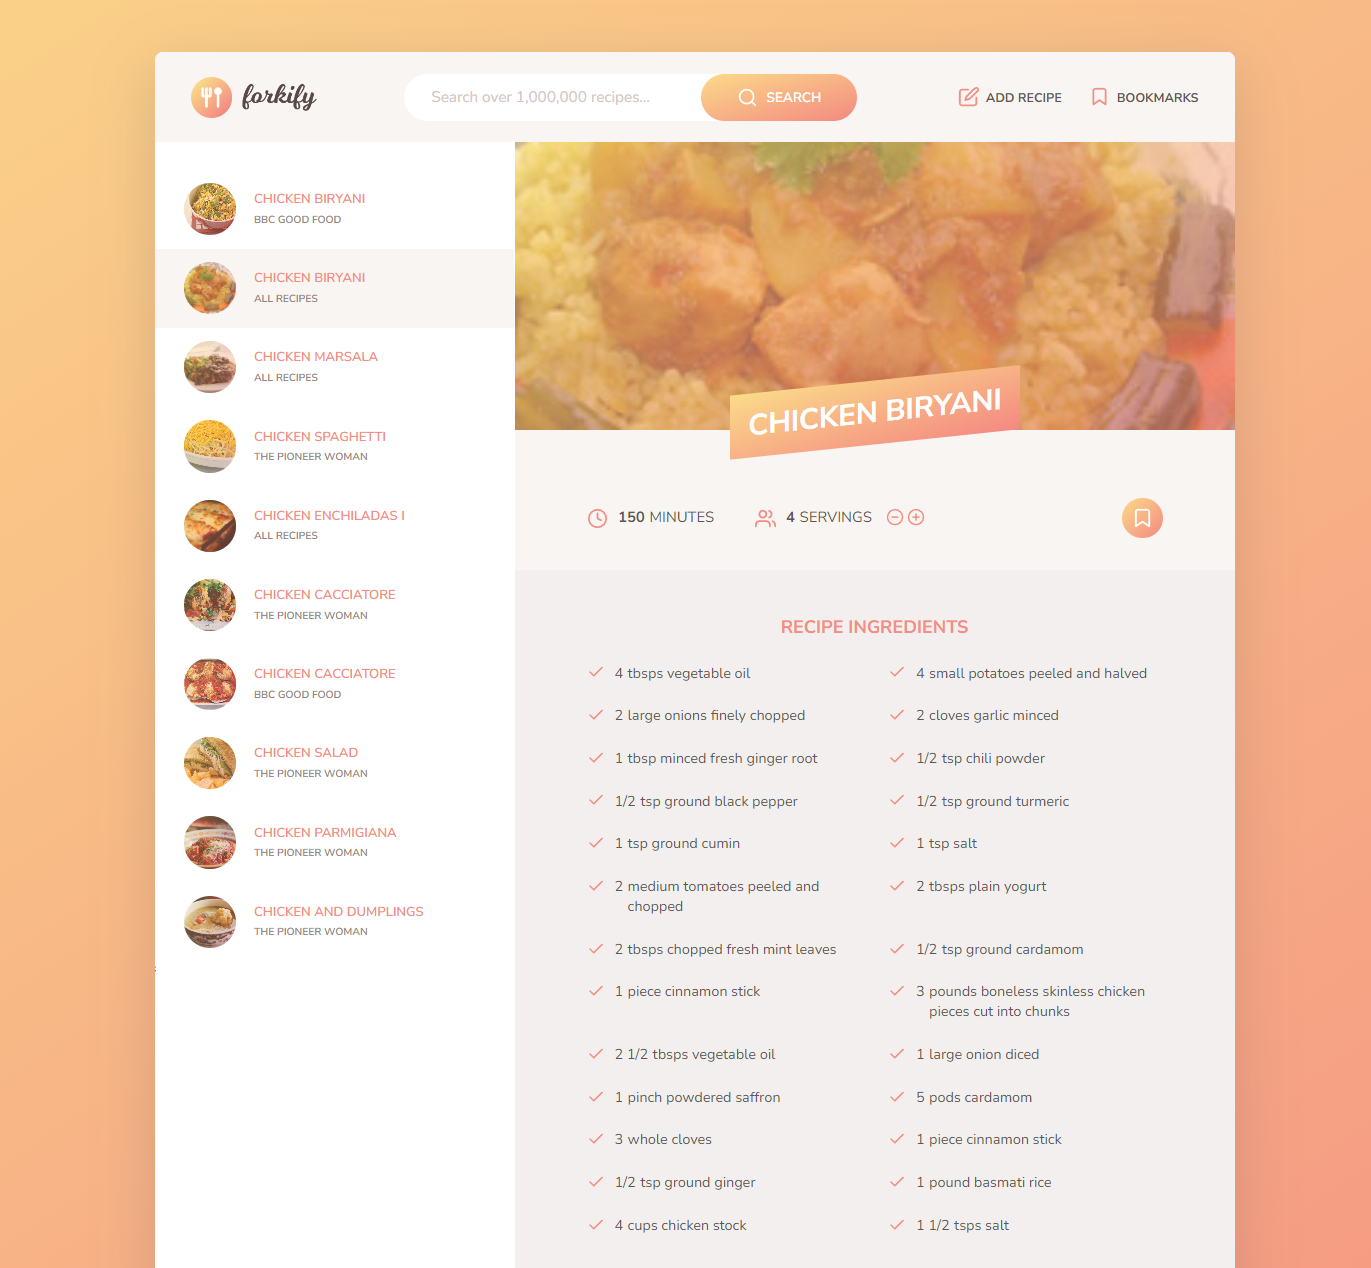 forkify
Search over 1,000,000 recipes...
SEARCH
ADD RECIPE
BOOKMARKS
CHICKEN BIRYANI
BBC GOOD FOOD
CHICKEN BIRYANI
ALL RECIPES
CHICKEN MARSALA
ALL RECIPES
CHICKEN SPAGHETTI
THE PIONEER WOMAN
CHICKEN ENCHILADAS I
ALL RECIPES
CHICKEN CACCIATORE
THE PIONEER WOMAN
CHICKEN CACCIATORE
BBC GOOD FOOD
CHICKEN SALAD
THE PIONEER WOMAN
CHICKEN PARMIGIANA
THE PIONEER WOMAN
CHICKEN AND DUMPLINGS
THE PIONEER WOMAN
CHICKEN BIRYANI
150 MINUTES
4 SERVINGS
RECIPE INGREDIENTS
4 tbsps vegetable oil
4 small potatoes peeled and halved
2 large onions finely chopped
2 cloves garlic minced
1 tbsp minced fresh ginger root
1/2 tsp chili powder
1/2 tsp ground black pepper
1/2 tsp ground turmeric
1 tsp ground cumin
1 tsp salt
2 medium tomatoes peeled and
chopped
2 tbsps plain yogurt
2 tbsps chopped fresh mint leaves
1/2 tsp ground cardamom
1 piece cinnamon stick
3 pounds boneless skinless chicken
pieces cut into chunks
2 1/2 tbsps vegetable oil
1 large onion diced
1 pinch powdered saffron
5 pods cardamom
3 whole cloves
1 piece cinnamon stick
1/2 tsp ground ginger
1 pound basmati rice
4 cups chicken stock
1 1/2 tsps salt